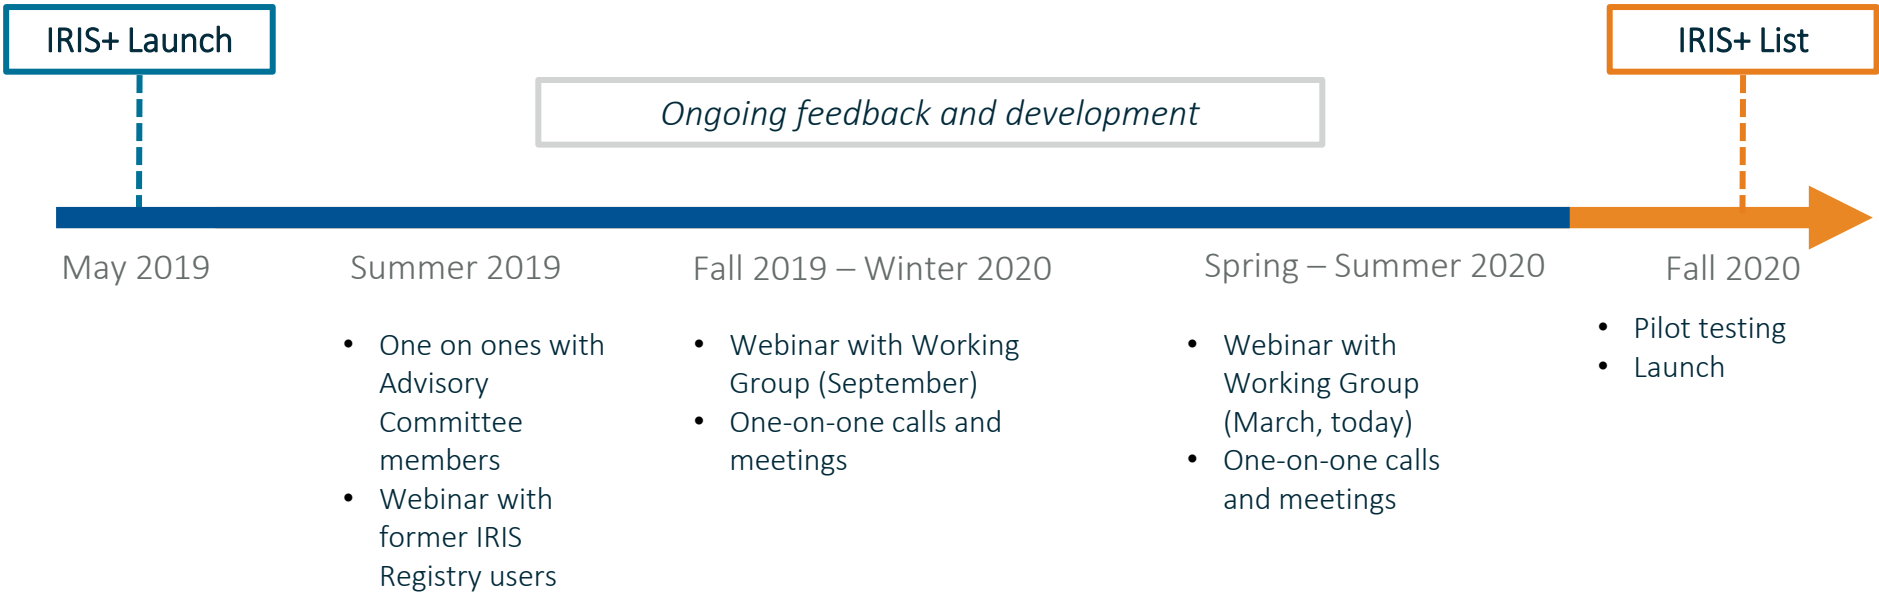 IRIS+ Launch
IRIS+ List
Ongoing feedback and development
May 2019
Summer 2019
• One on ones with
Advisory
Committee
members
• Webinar with
former IRIS
Registry users
Fall 2019 – Winter 2020
• Webinar with Working
Group (September)
• One-on-one calls and
meetings
Spring – Summer 2020
• Webinar with
Working Group
(March, today)
• One-on-one calls
and meetings
Fall 2020
• Pilot testing
• Launch